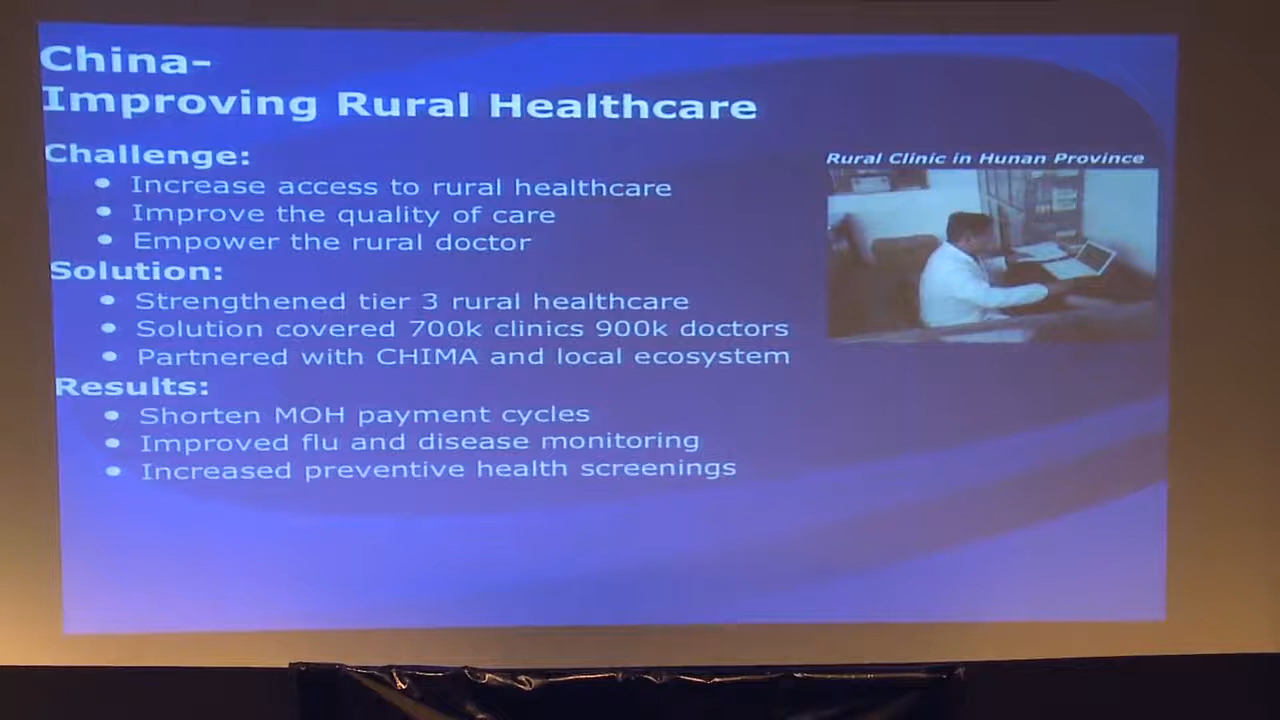 China-
Improving Rural Healthcare
Challenge:
• Increase access to rural healthcare
• Improve the quality of care
• Empower the rural doctor
Solution:
• Strengthened tier 3 rural healthcare
• Solution covered 700k clinics 900k doctors
• Partnered with CHIMA and local ecosystem
Results:
• Shorten MOH payment cycles
• Improved flu and disease monitoring
• Increased preventive health screenings
Rural Clinic in Hunan Province